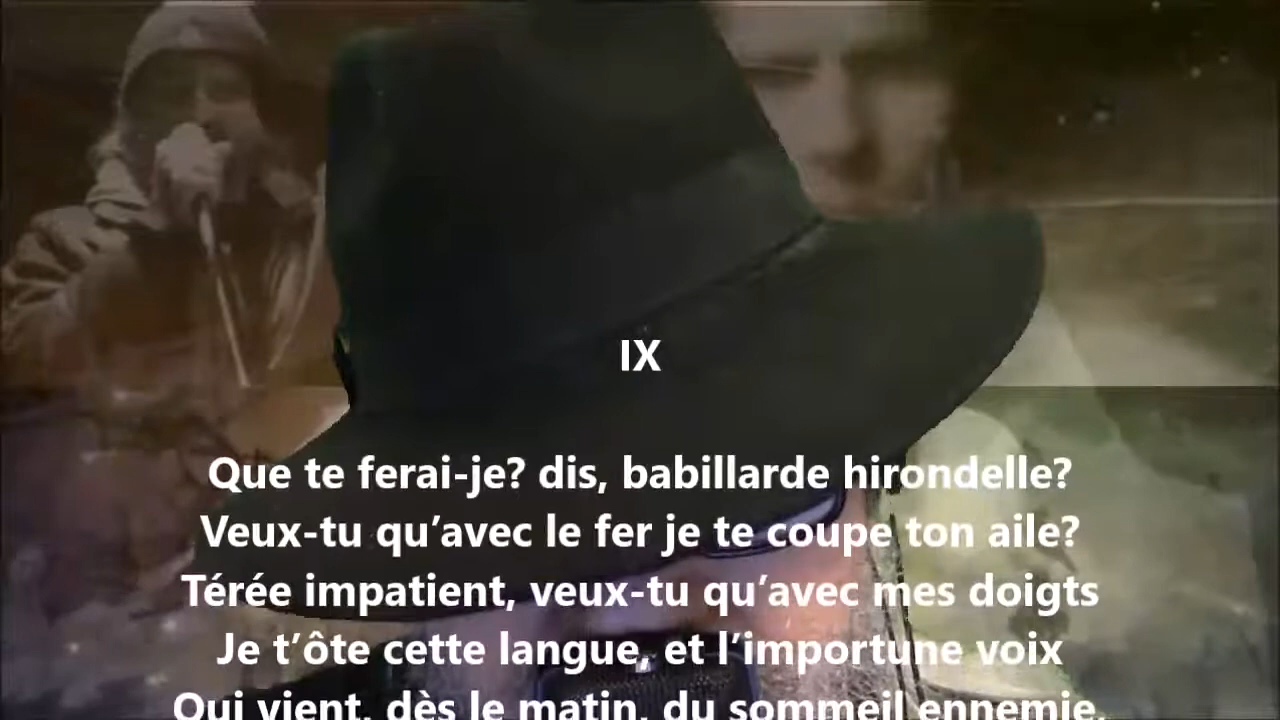 IX
Que te ferai-je? dis, babillarde hirondelle?
Veux-tu qu’avec le fer je te coupe ton aile?
Térée impatient, veux-tu qu’avec mes doigts
Je t’ôte cette langue, et l’importune voix
Qui vient, dès le matin, du sommeil ennemie,